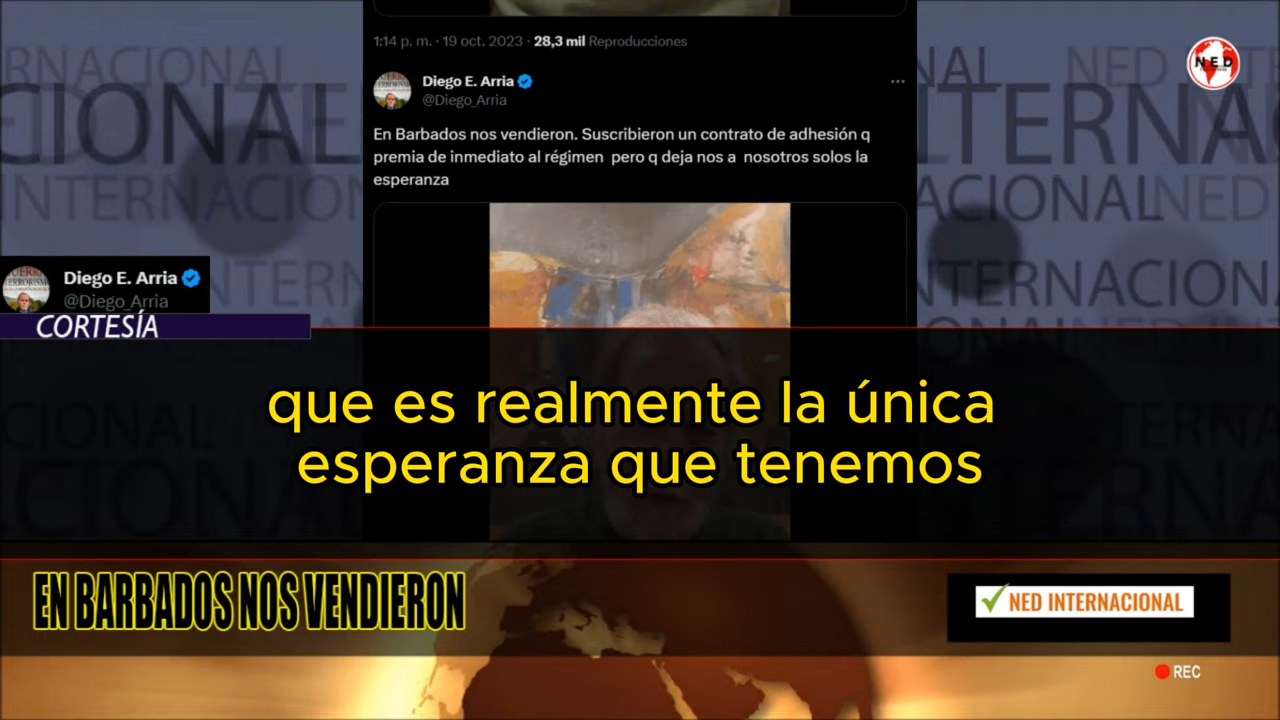 1:14 p. m. · 19 oct. 2023 · 28,3 mil Reproducciones
NED
Diego E. Arria
@Diego_Arria
En Barbados nos vendieron. Suscribieron un contrato de adhesión q
premia de inmediato al régimen pero q deja nos a nosotros solos la
esperanza
Diego E. Arria
@Diego_Arria
CORTESÍA
que es realmente la única
esperanza que tenemos
EN BARBADOS NOS VENDIERON
NED INTERNACIONAL
REC